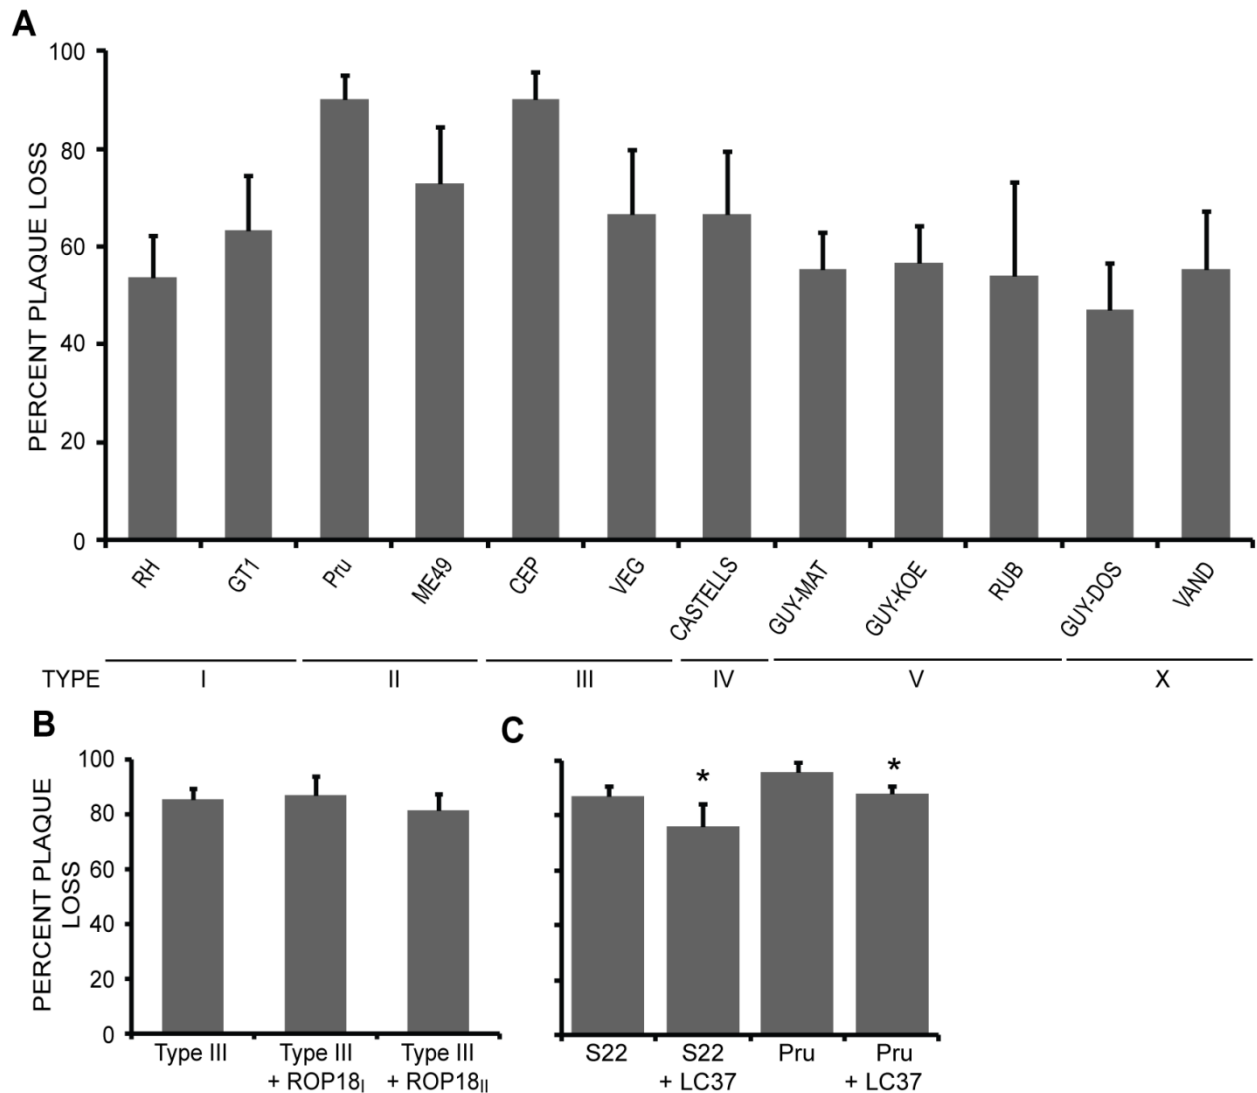 A
PERCENT PLAQUE LOSS
100
80
60
40
20
0
RH
GT1
Pru
ME49
CEP
VEG
CASTELLS
GUY-MAT
GUY-KOE
RUB
GUY-DOS
VAND
TYPE I II III IV V X
B
PERCENT PLAQUE
LOSS
100
80
60
40
20
0
Type III
Type III
+ ROP18I
Type III
+ ROP18II
C
*
*
S22
S22
+ LC37
Pru
Pru
+ LC37